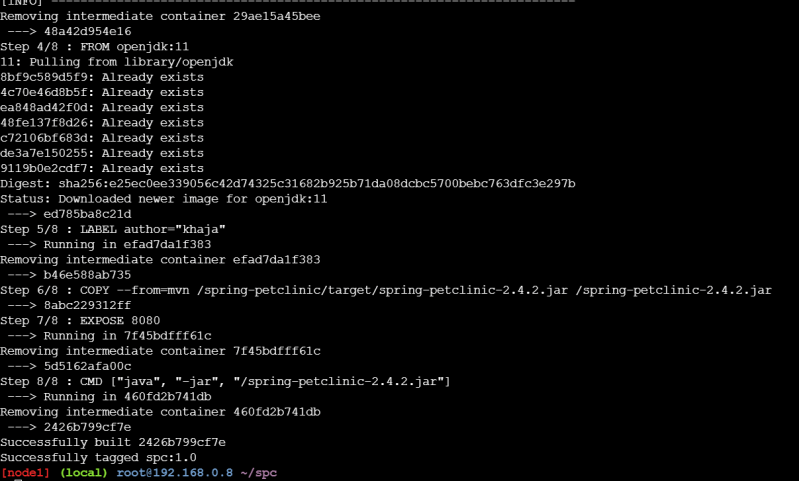 [INFO] ------------------------------------------------------------------------
Removing intermediate container 29ae15a45bee
 ---> 48a42d954e16
Step 4/8 : FROM openjdk:11
11: Pulling from library/openjdk
8bf9c589d5f9: Already exists
4c70e46d8b5f: Already exists
ea848ad42f0d: Already exists
48fe137f8d26: Already exists
c72106bf683d: Already exists
de3a7e150255: Already exists
9119b0e2cdf7: Already exists
Digest: sha256:e25ec0ee339056c42d74325c31682b925b71da08dcbc5700bebc763dfc3e297b
Status: Downloaded newer image for openjdk:11
 ---> ed785ba8c21d
Step 5/8 : LABEL author="khaja"
 ---> Running in efad7da1f383
Removing intermediate container efad7da1f383
 ---> b46e588ab735
Step 6/8 : COPY --from=mvn /spring-petclinic/target/spring-petclinic-2.4.2.jar /spring-petclinic-2.4.2.jar
 ---> 8abc229312ff
Step 7/8 : EXPOSE 8080
 ---> Running in 7f45bdfff61c
Removing intermediate container 7f45bdfff61c
 ---> 5d5162afa00c
Step 8/8 : CMD ["java", "-jar", "/spring-petclinic-2.4.2.jar"]
 ---> Running in 460fd2b741db
Removing intermediate container 460fd2b741db
 ---> 2426b799cf7e
Successfully built 2426b799cf7e
Successfully tagged spc:1.0
[node1] (local) root@192.168.0.8 ~/spc